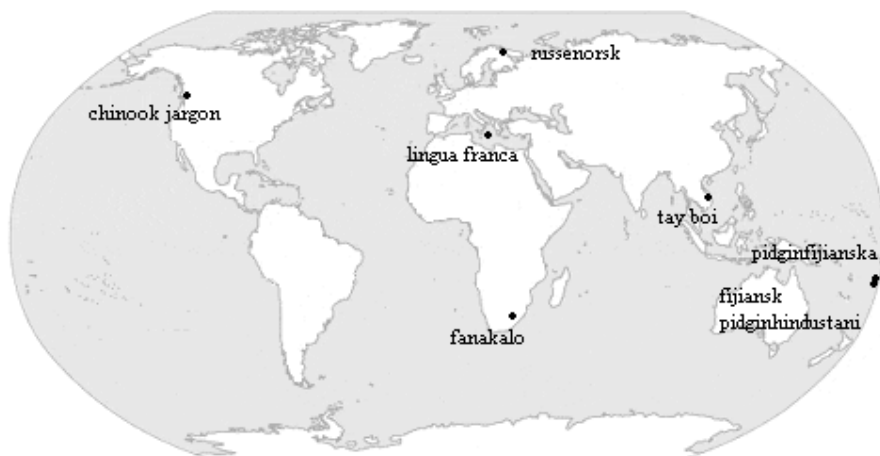 russenorsk
chinook jargon
lingua franca
tay boi
pidginfijianska
fijiansk
pidginhindustani
fanakalo